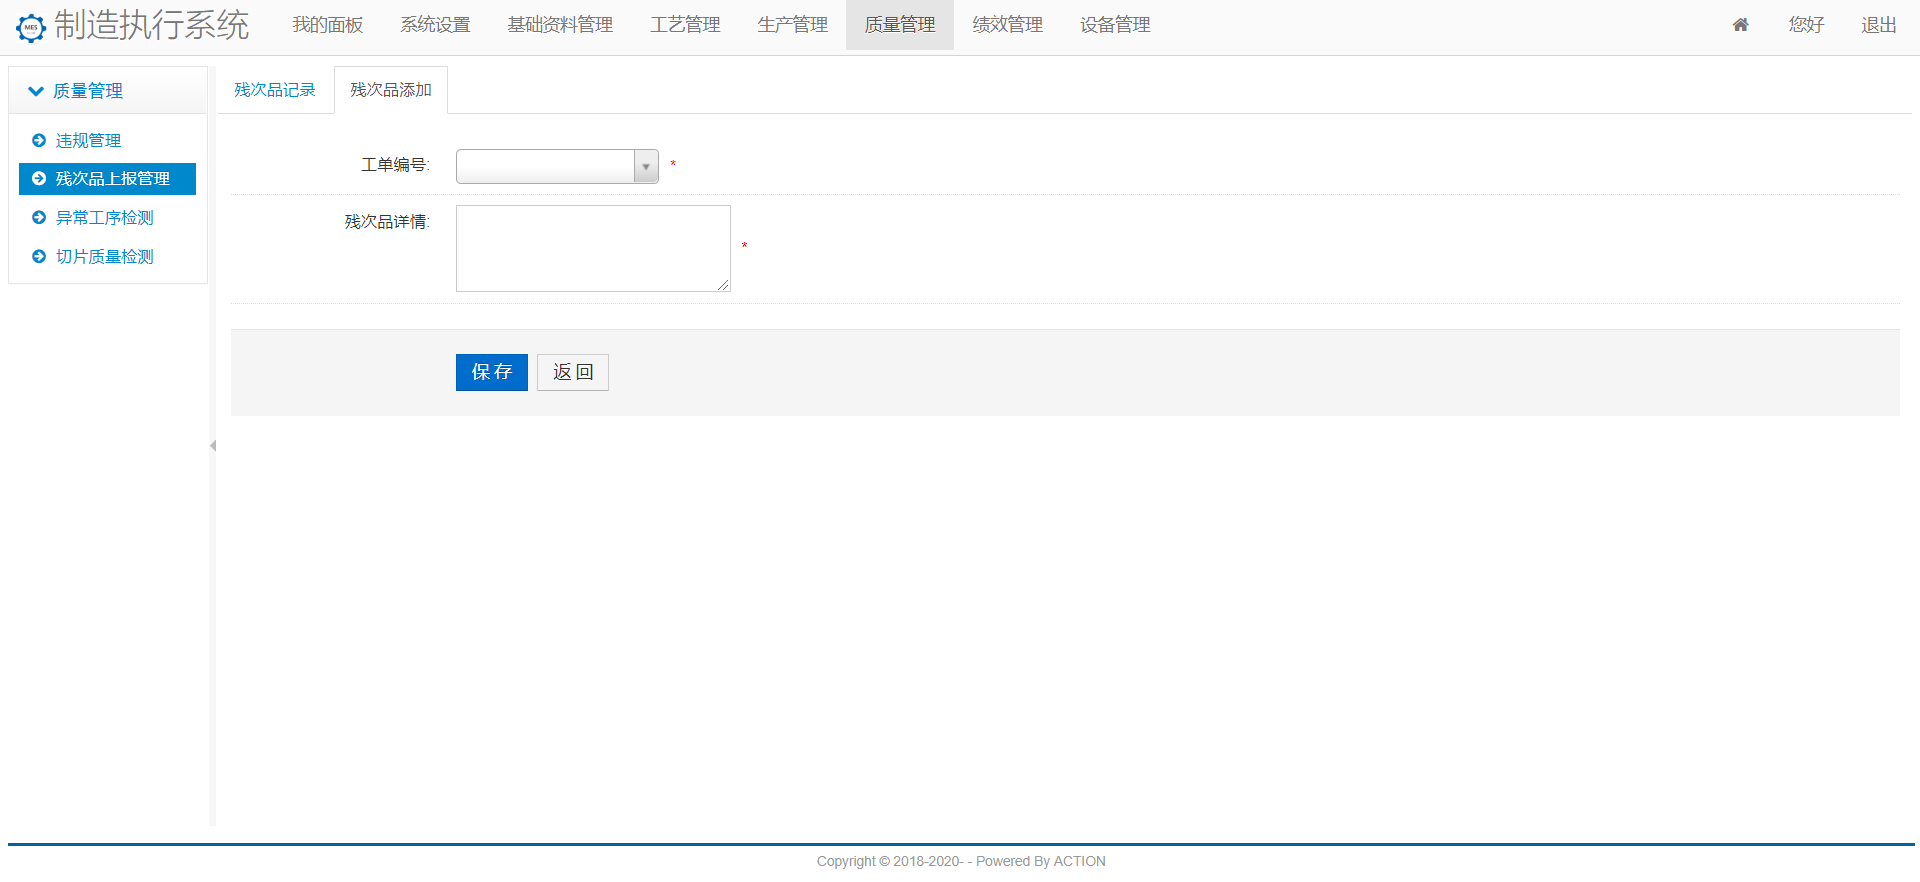 MES
制造执行系统 我的面板 系统设置 基础资料管理 工艺管理 生产管理 质量管理 绩效管理 设备管理 您好 退出
质量管理
违规管理
残次品上报管理
异常工序检测
切片质量检测
残次品记录 残次品添加
工单编号: *
残次品详情: *
保 存 返 回
Copyright © 2018-2020- - Powered By ACTION